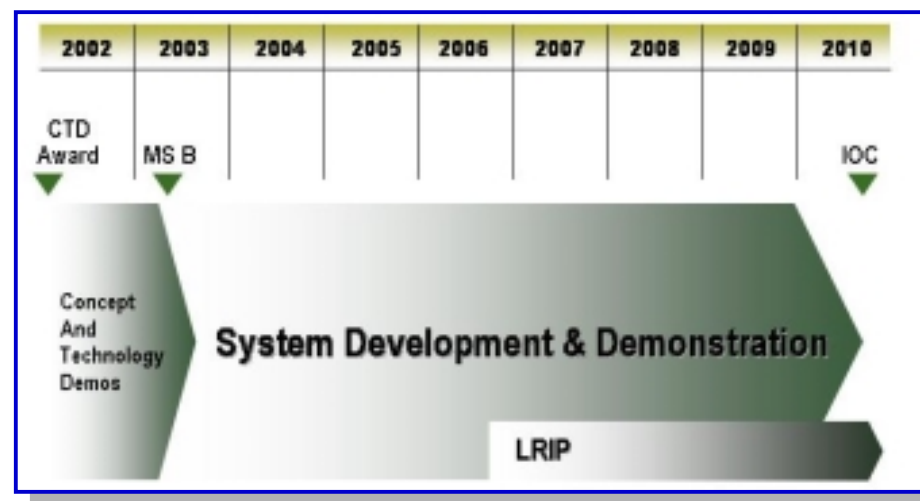 2002 2003 2004 2005 2006 2007 2008 2009 2010
CTD
Award
MS B
IOC
Concept
And
Technology
Demos
System Development & Demonstration
LRIP